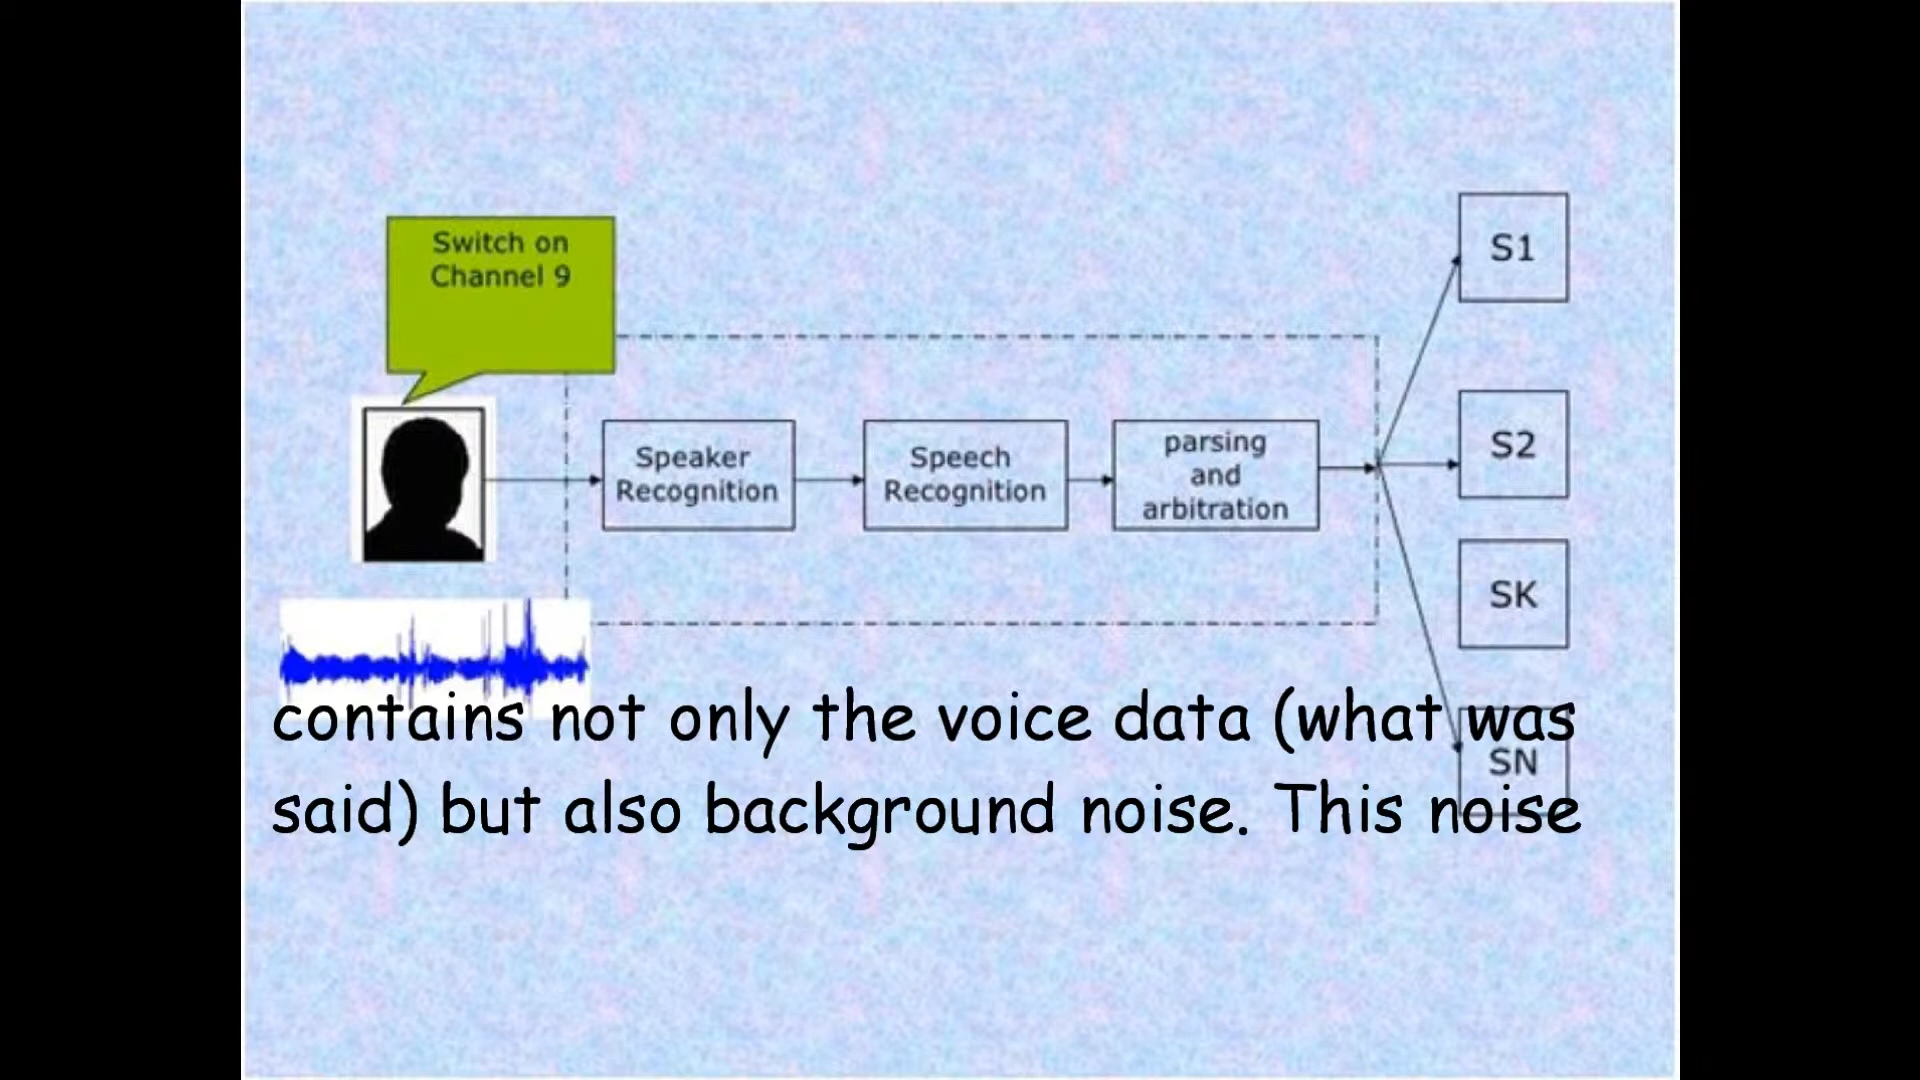 Switch on
Channel 9
Speaker
Recognition
Speech
Recognition
parsing
and
arbitration
S1
S2
SK
SN
contains not only the voice data (what was
said) but also background noise. This noise